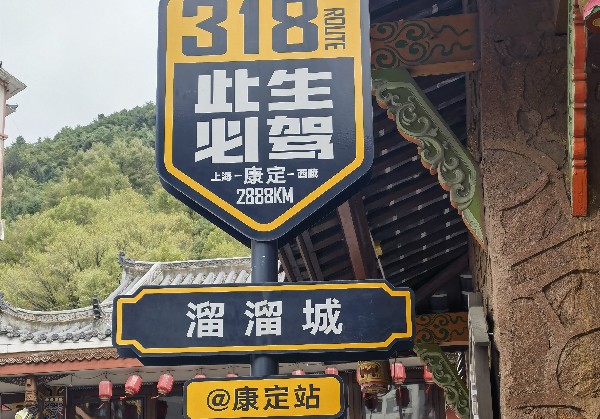 318 ROUTE
此生
必驾
上海-康定-西藏
2888KM
溜溜城
@康定站